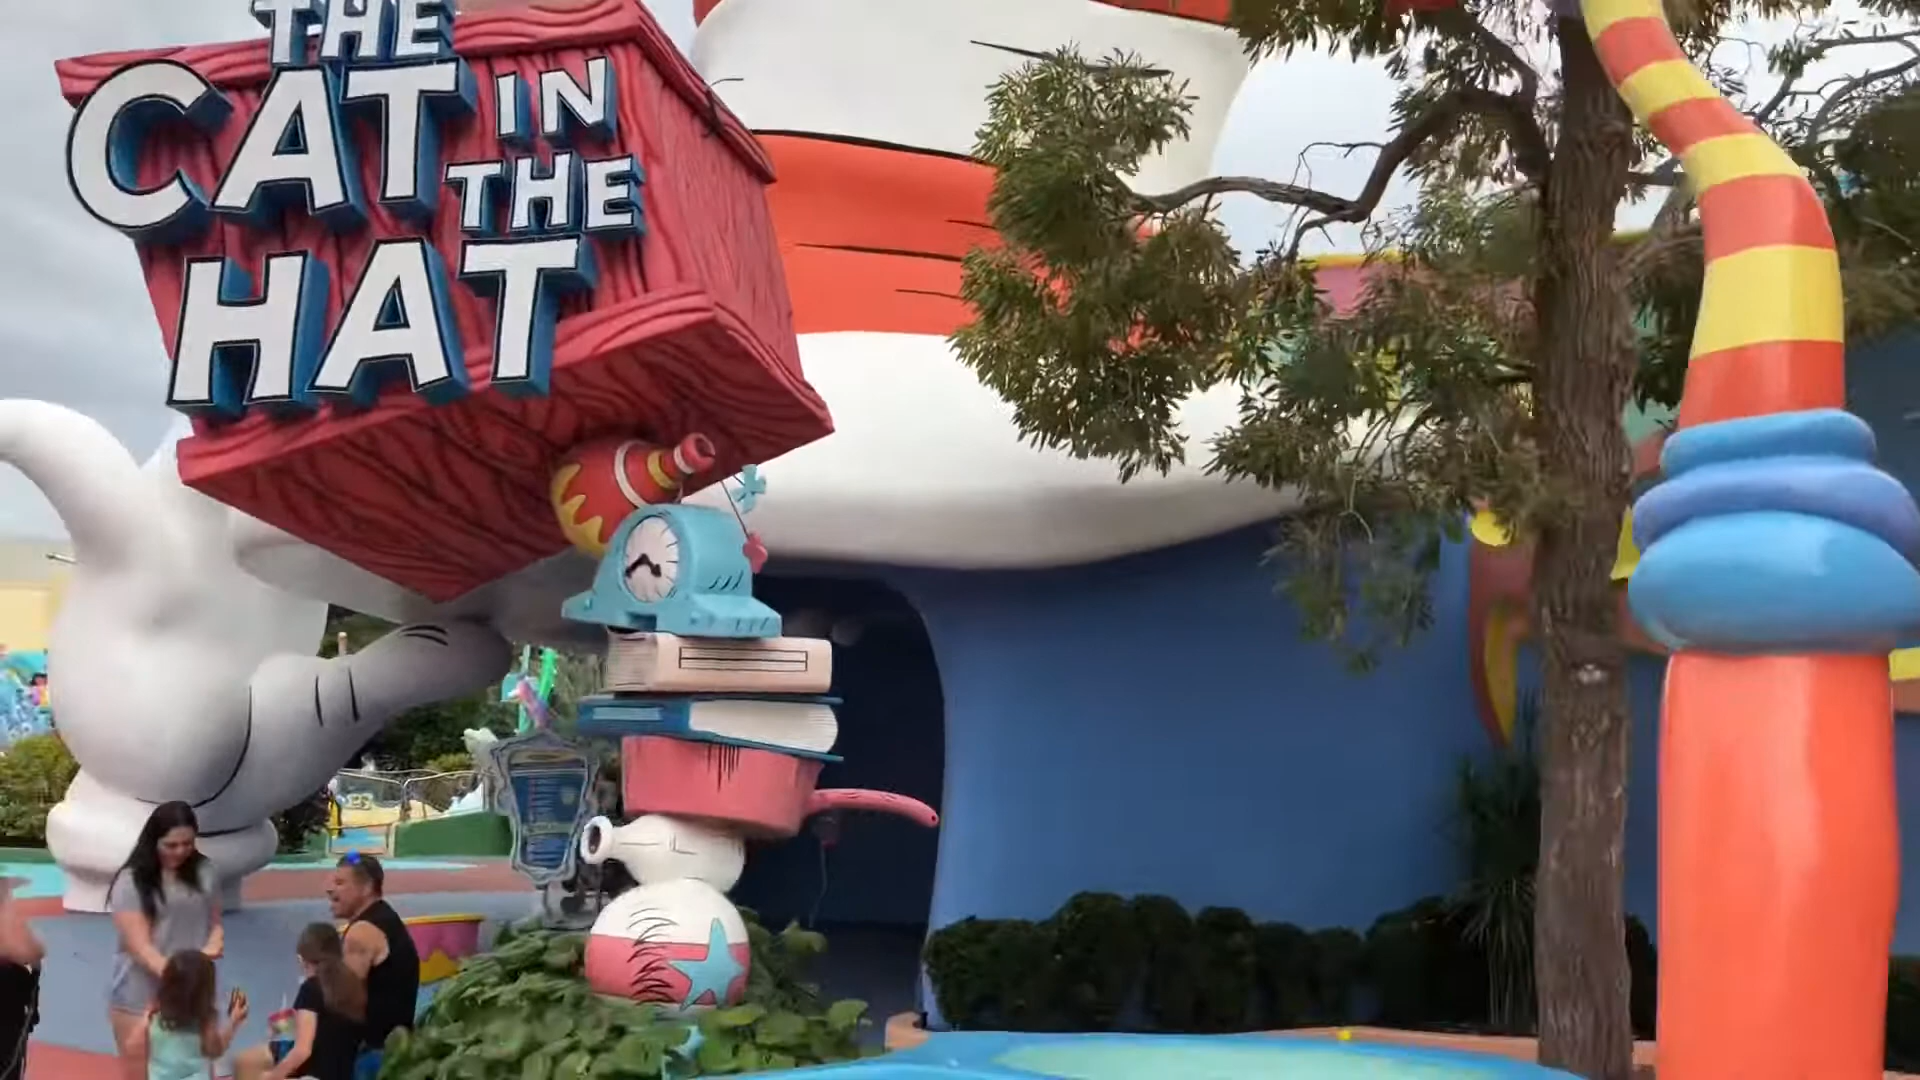 THE
CAT IN
THE
HAT